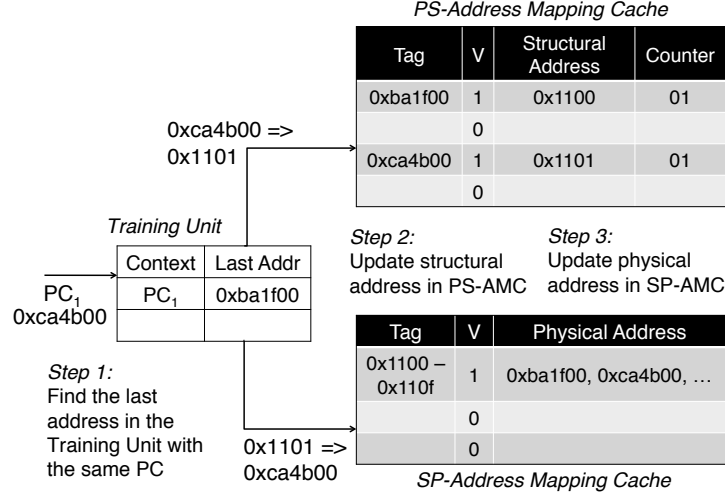 PS-Address Mapping Cache
Tag V Structural Address Counter
0xba1f00 1 0x1100 01
0
0xca4b00 1 0x1101 01
0
0xca4b00 =>
0x1101
Training Unit
Context Last Addr
PC₁ 0xba1f00
PC₁
0xca4b00
Step 1:
Find the last
address in the
Training Unit with
the same PC
Step 2:
Update structural
address in PS-AMC
Step 3:
Update physical
address in SP-AMC
0x1101 =>
0xca4b00
Tag V Physical Address
0x1100 – 0x110f 1 0xba1f00, 0xca4b00, …
0
0
SP-Address Mapping Cache